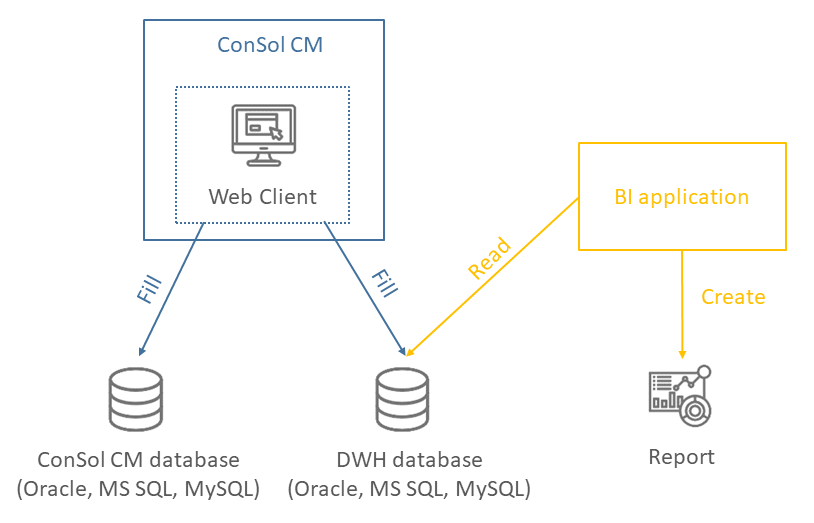 ConSol CM
Web Client
BI application
Fill
Fill
Read
Create
ConSol CM database
(Oracle, MS SQL, MySQL)
DWH database
(Oracle, MS SQL, MySQL)
Report